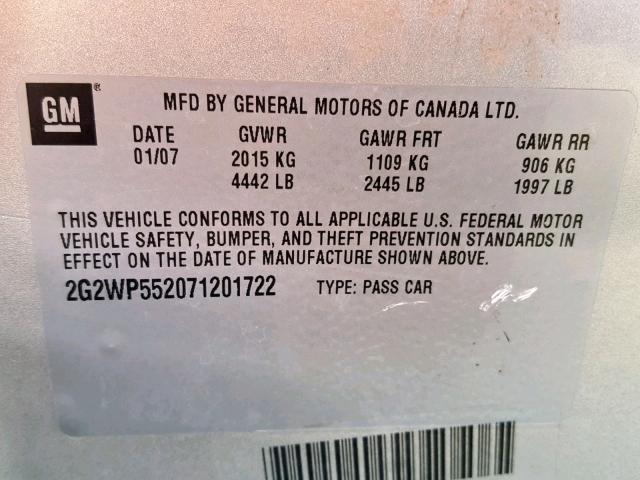 GM ®
MFD BY GENERAL MOTORS OF CANADA LTD.
DATE GVWR GAWR FRT GAWR RR
01/07 2015 KG 1109 KG 906 KG
4442 LB 2445 LB 1997 LB
THIS VEHICLE CONFORMS TO ALL APPLICABLE U.S. FEDERAL MOTOR
VEHICLE SAFETY, BUMPER, AND THEFT PREVENTION STANDARDS IN
EFFECT ON THE DATE OF MANUFACTURE SHOWN ABOVE.
2G2WP552071201722 TYPE: PASS CAR